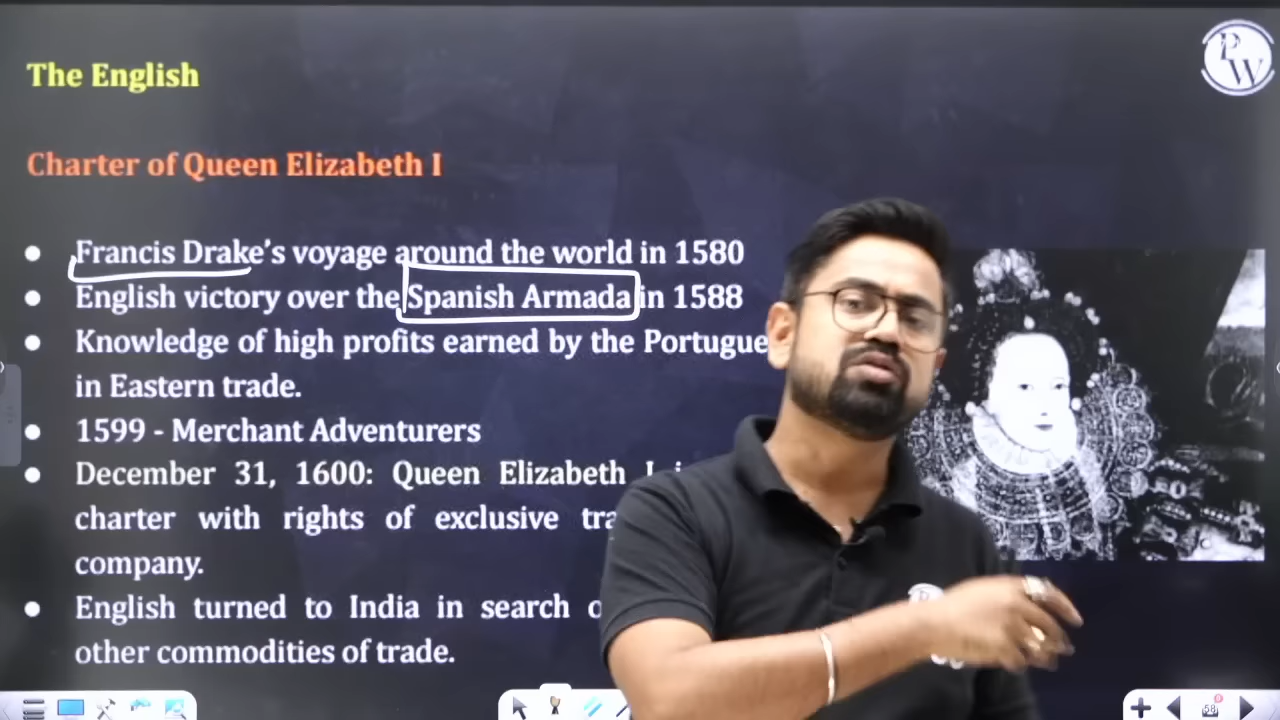 PW
The English
Charter of Queen Elizabeth I
● Francis Drake's voyage around the world in 1580
● English victory over the Spanish Armada in 1588
● Knowledge of high profits earned by the Portugue
in Eastern trade.
● 1599 - Merchant Adventurers
● December 31, 1600: Queen Elizabeth I
charter with rights of exclusive
company.
● English turned to India in search
other commodities of trade.
58